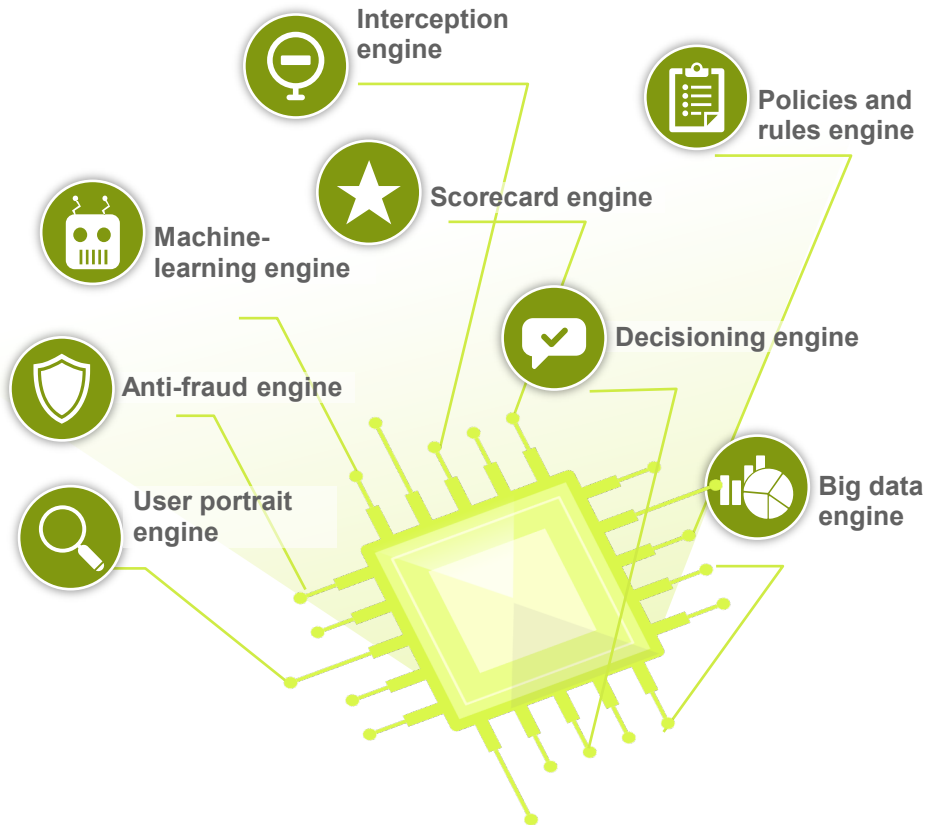 Interception
engine
Policies and
rules engine
Scorecard engine
Machine-
learning engine
Decisioning engine
Anti-fraud engine
User portrait
engine
Big data
engine